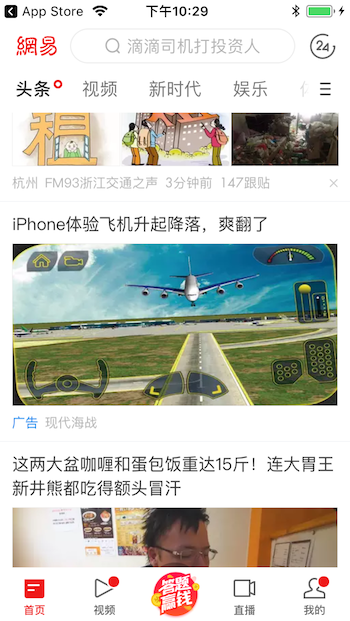 App Store 下午10:29
網易 滴滴司机打投资人 24
头条 视频 新时代 娱乐
租
杭州 FM93浙江交通之声 3分钟前 147跟贴
iPhone体验飞机升起降落，爽翻了
广告 现代海战
这两大盆咖喱和蛋包饭重达15斤！连大胃王
新井熊都吃得额头冒汗
首页 视频 答题赢钱 直播 我的